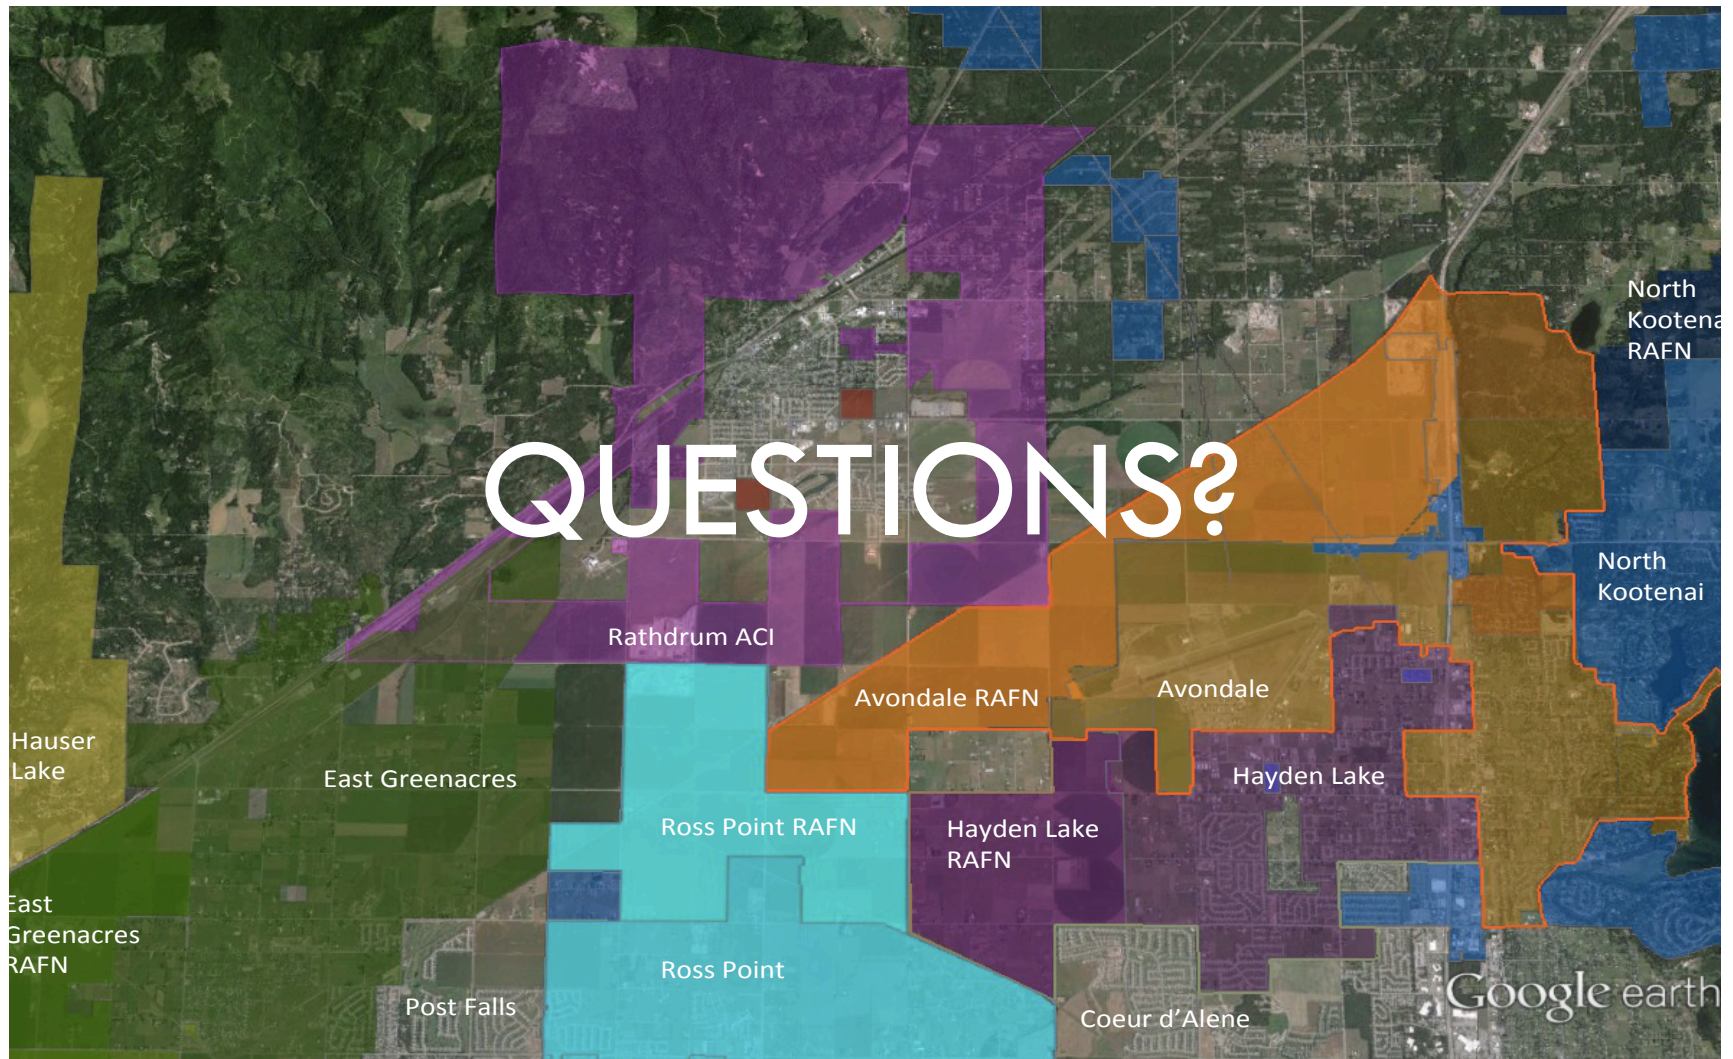 North
Kootena
RAFN
QUESTIONS?
North
Kootenai
Rathdrum ACI
Avondale RAFN
Avondale
Hauser
Lake
East Greenacres
Hayden Lake
Ross Point RAFN
Hayden Lake
RAFN
East
Greenacres
RAFN
Ross Point
Post Falls
Coeur d'Alene
Google earth